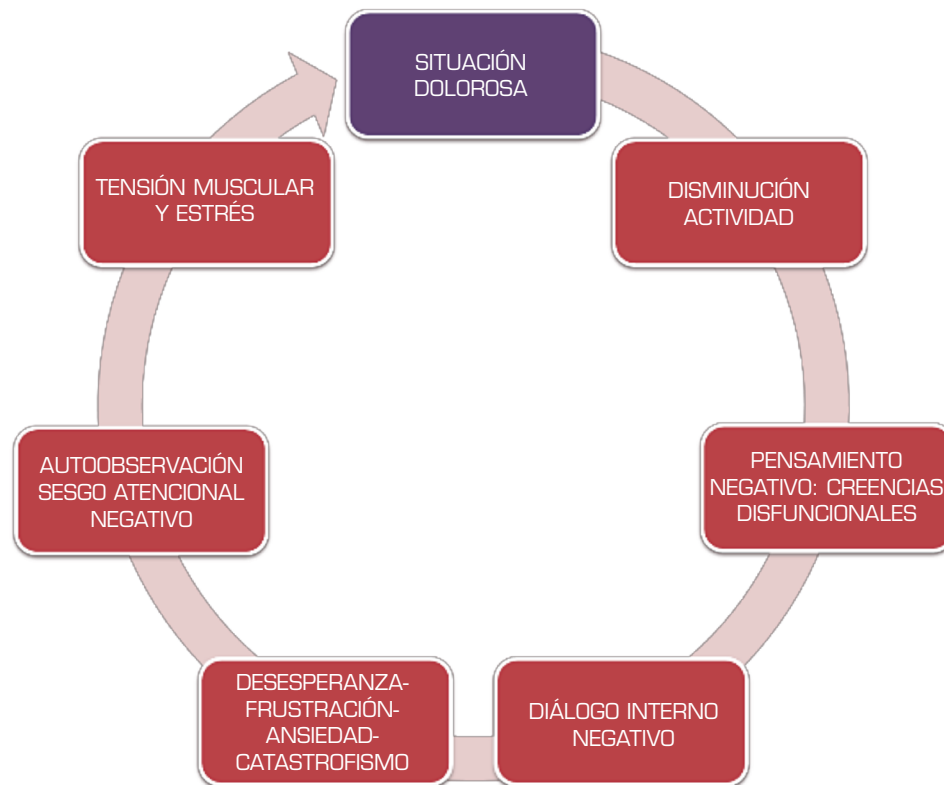 SITUACIÓN
DOLOROSA
DISMINUCIÓN
ACTIVIDAD
PENSAMIENTO
NEGATIVO: CREENCIAS
DISFUNCIONALES
DIÁLOGO INTERNO
NEGATIVO
DESESPERANZA-
FRUSTRACIÓN-
ANSIEDAD-
CATASTROFISMO
AUTOOBSERVACIÓN
SESGO ATENCIONAL
NEGATIVO
TENSIÓN MUSCULAR
Y ESTRÉS